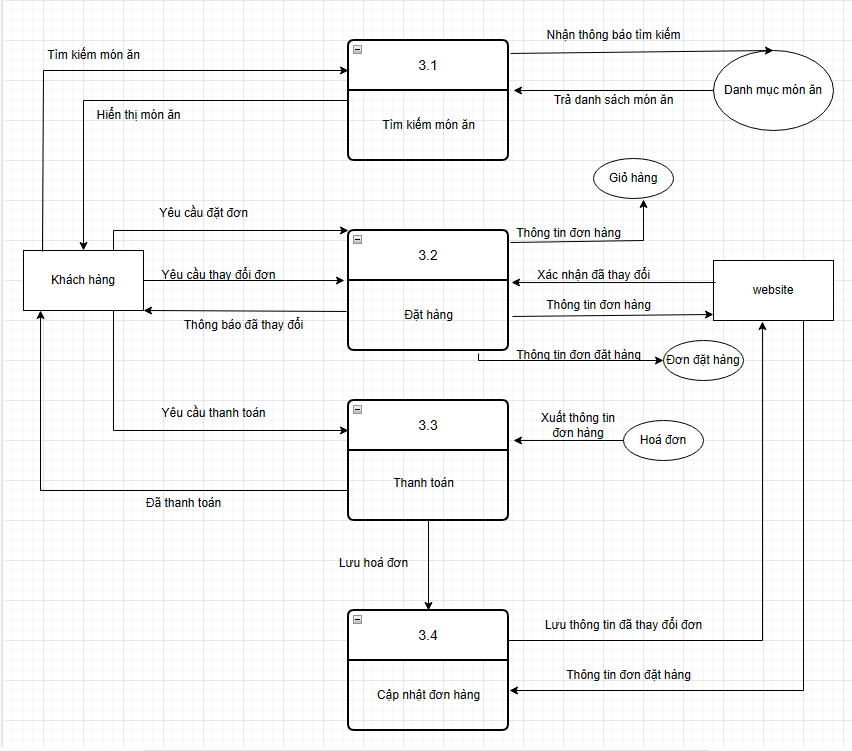 Nhận thông báo tìm kiếm
Tìm kiếm món ăn
3.1
Danh mục món ăn
Trả danh sách món ăn
Hiển thị món ăn
Tìm kiếm món ăn
Giỏ hàng
Yêu cầu đặt đơn
Thông tin đơn hàng
3.2
Xác nhận đã thay đổi
Khách hàng
Yêu cầu thay đổi đơn
website
Thông tin đơn hàng
Đặt hàng
Thông báo đã thay đổi
Thông tin đơn đặt hàng
Đơn đặt hàng
Yêu cầu thanh toán
3.3
Xuất thông tin
đơn hàng
Hoá đơn
Thanh toán
Đã thanh toán
Lưu hoá đơn
3.4
Lưu thông tin đã thay đổi đơn
Thông tin đơn đặt hàng
Cập nhật đơn hàng